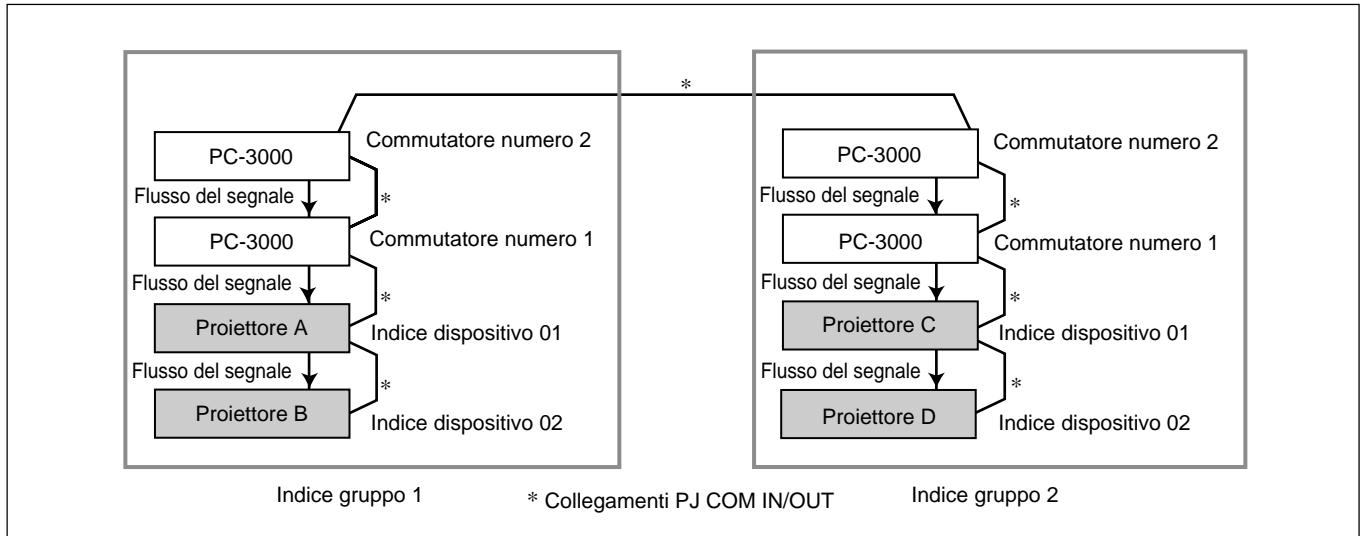 *
Commutatore numero 2
PC-3000
Flusso del segnale
*
PC-3000
Commutatore numero 1
Flusso del segnale
*
Proiettore A
Indice dispositivo 01
Flusso del segnale
*
Proiettore B
Indice dispositivo 02
Commutatore numero 2
PC-3000
Flusso del segnale
*
PC-3000
Commutatore numero 1
Flusso del segnale
*
Proiettore C
Indice dispositivo 01
Flusso del segnale
*
Proiettore D
Indice dispositivo 02
Indice gruppo 1
* Collegamenti PJ COM IN/OUT
Indice gruppo 2